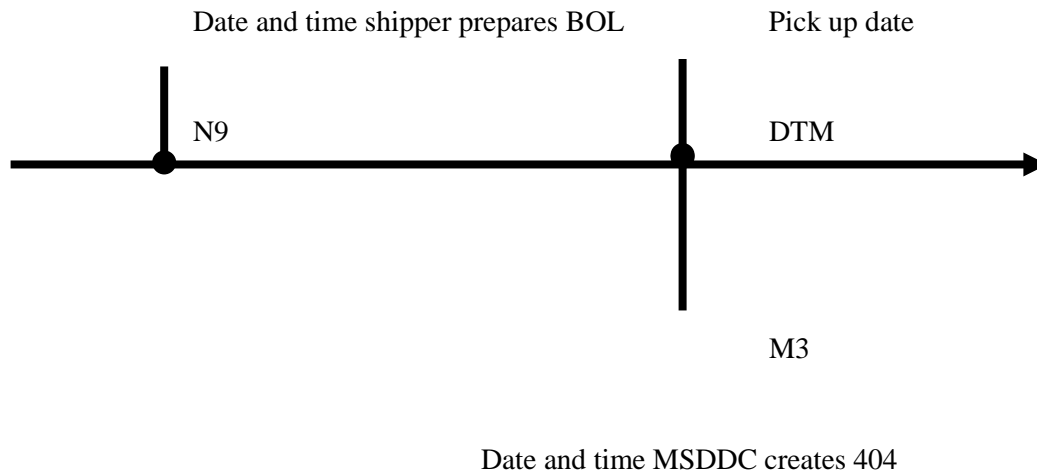 Date and time shipper prepares BOL
Pick up date
N9
DTM
M3
Date and time MSDDC creates 404